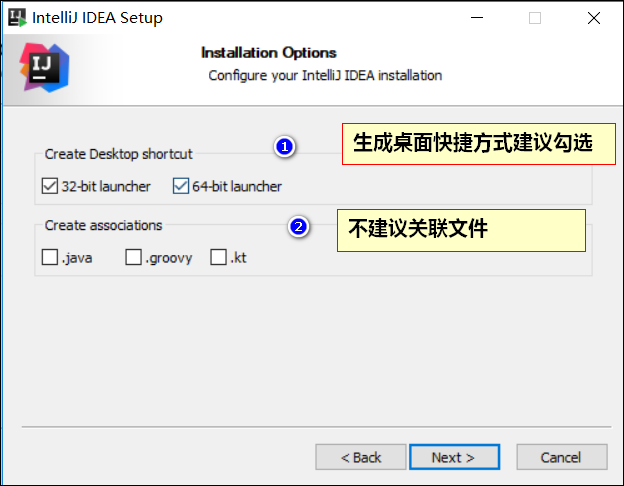 IntelliJ IDEA Setup
IJ
Installation Options
Configure your IntelliJ IDEA installation
Create Desktop shortcut
1
生成桌面快捷方式建议勾选
32-bit launcher
64-bit launcher
Create associations
2
不建议关联文件
.java
.groovy
.kt
< Back
Next >
Cancel